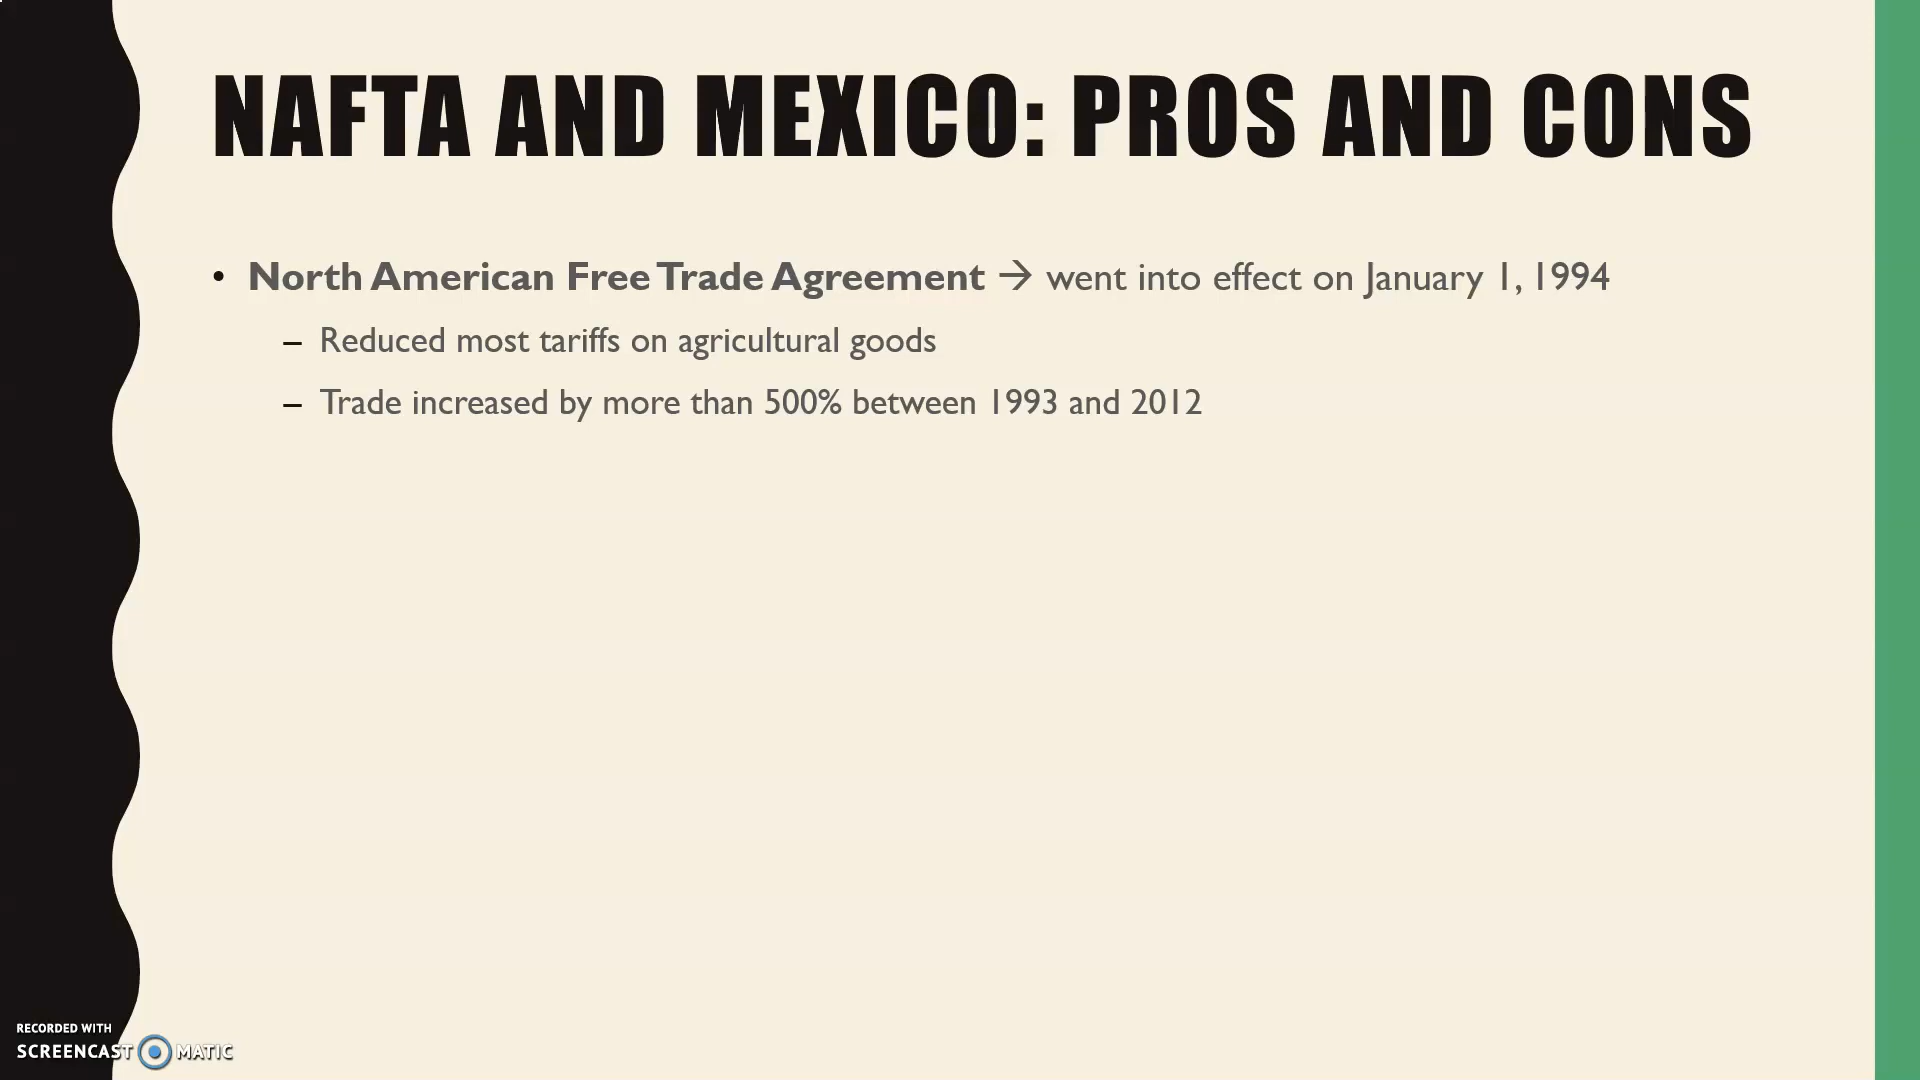 NAFTA AND MEXICO: PROS AND CONS
• North American Free Trade Agreement → went into effect on January 1, 1994
– Reduced most tariffs on agricultural goods
– Trade increased by more than 500% between 1993 and 2012
RECORDED WITH
SCREENCAST MATIC